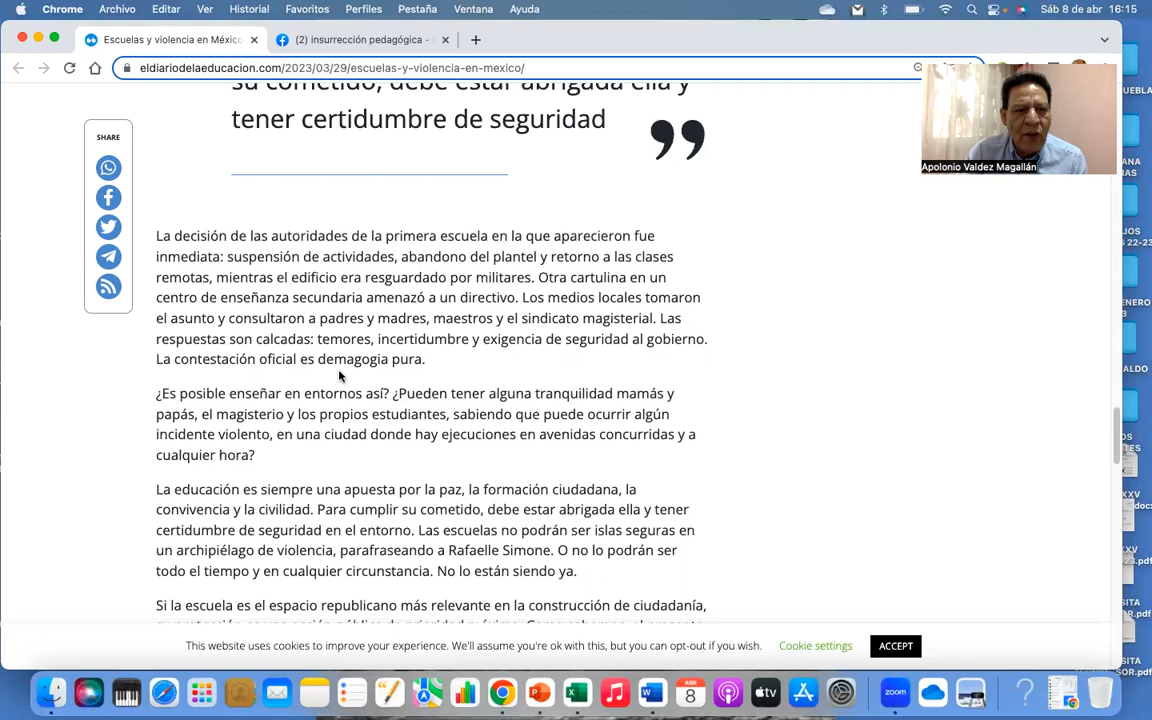 Chrome Archivo Editar Ver Historial Favoritos Perfiles Pestaña Ventana Ayuda Sáb 8 de abr 16:15
Escuelas y violencia en México (2) insurrección pedagógica -
eldiariodelaeducacion.com/2023/03/29/escuelas-y-violencia-en-mexico/
su cometido, debe estar abrigada ella y
tener certidumbre de seguridad
”
SHARE
Apolonio Valdez Magallán
La decisión de las autoridades de la primera escuela en la que aparecieron fue
inmediata: suspensión de actividades, abandono del plantel y retorno a las clases
remotas, mientras el edificio era resguardado por militares. Otra cartulina en un
centro de enseñanza secundaria amenazó a un directivo. Los medios locales tomaron
el asunto y consultaron a padres y madres, maestros y el sindicato magisterial. Las
respuestas son calcadas: temores, incertidumbre y exigencia de seguridad al gobierno.
La contestación oficial es demagogia pura.
¿Es posible enseñar en entornos así? ¿Pueden tener alguna tranquilidad mamás y
papás, el magisterio y los propios estudiantes, sabiendo que puede ocurrir algún
incidente violento, en una ciudad donde hay ejecuciones en avenidas concurridas y a
cualquier hora?
La educación es siempre una apuesta por la paz, la formación ciudadana, la
convivencia y la civilidad. Para cumplir su cometido, debe estar abrigada ella y tener
certidumbre de seguridad en el entorno. Las escuelas no podrán ser islas seguras en
un archipiélago de violencia, parafraseando a Rafaelle Simone. O no lo podrán ser
todo el tiempo y en cualquier circunstancia. No lo están siendo ya.
Si la escuela es el espacio republicano más relevante en la construcción de ciudadanía,
This website uses cookies to improve your experience. We'll assume you're ok with this, but you can opt-out if you wish. Cookie settings ACCEPT
ABR
8
tv
zoom